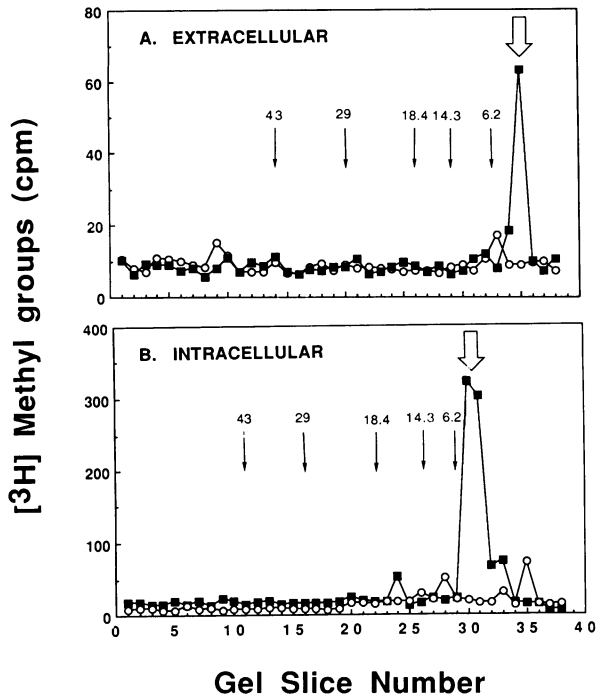 80
A. EXTRACELLULAR
60
43 29 18.4 14.3 6.2
40
20
0
[3H] Methyl groups (cpm)
400
B. INTRACELLULAR
300
43 29 18.4 14.3 6.2
200
100
0
0 5 10 15 20 25 30 35 40
Gel Slice Number